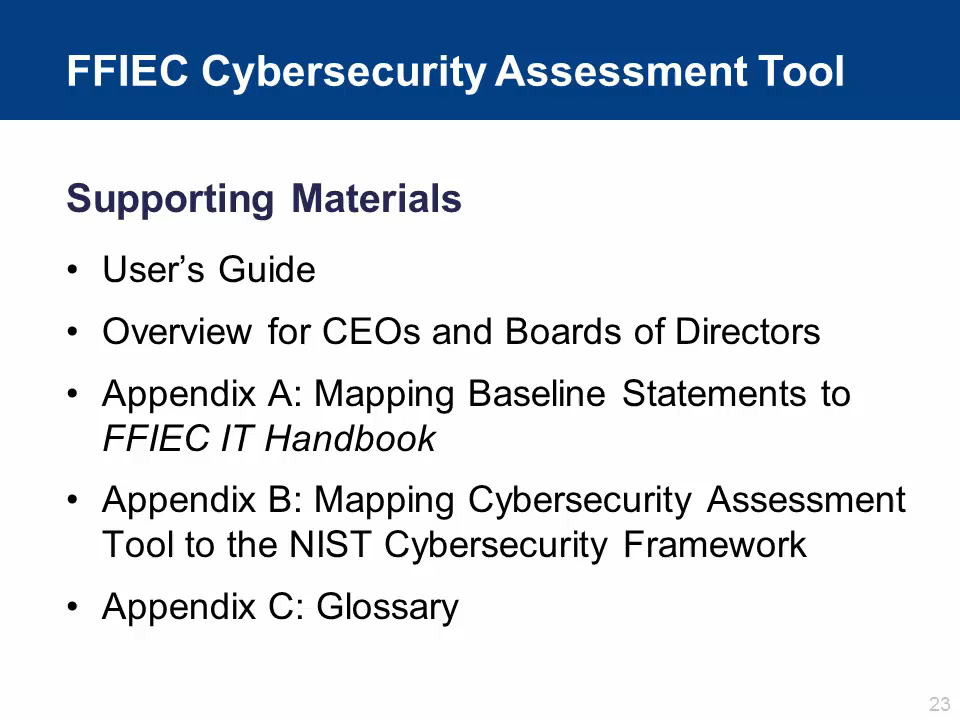 FFIEC Cybersecurity Assessment Tool
Supporting Materials
• User’s Guide
• Overview for CEOs and Boards of Directors
• Appendix A: Mapping Baseline Statements to
FFIEC IT Handbook
• Appendix B: Mapping Cybersecurity Assessment
Tool to the NIST Cybersecurity Framework
• Appendix C: Glossary
23